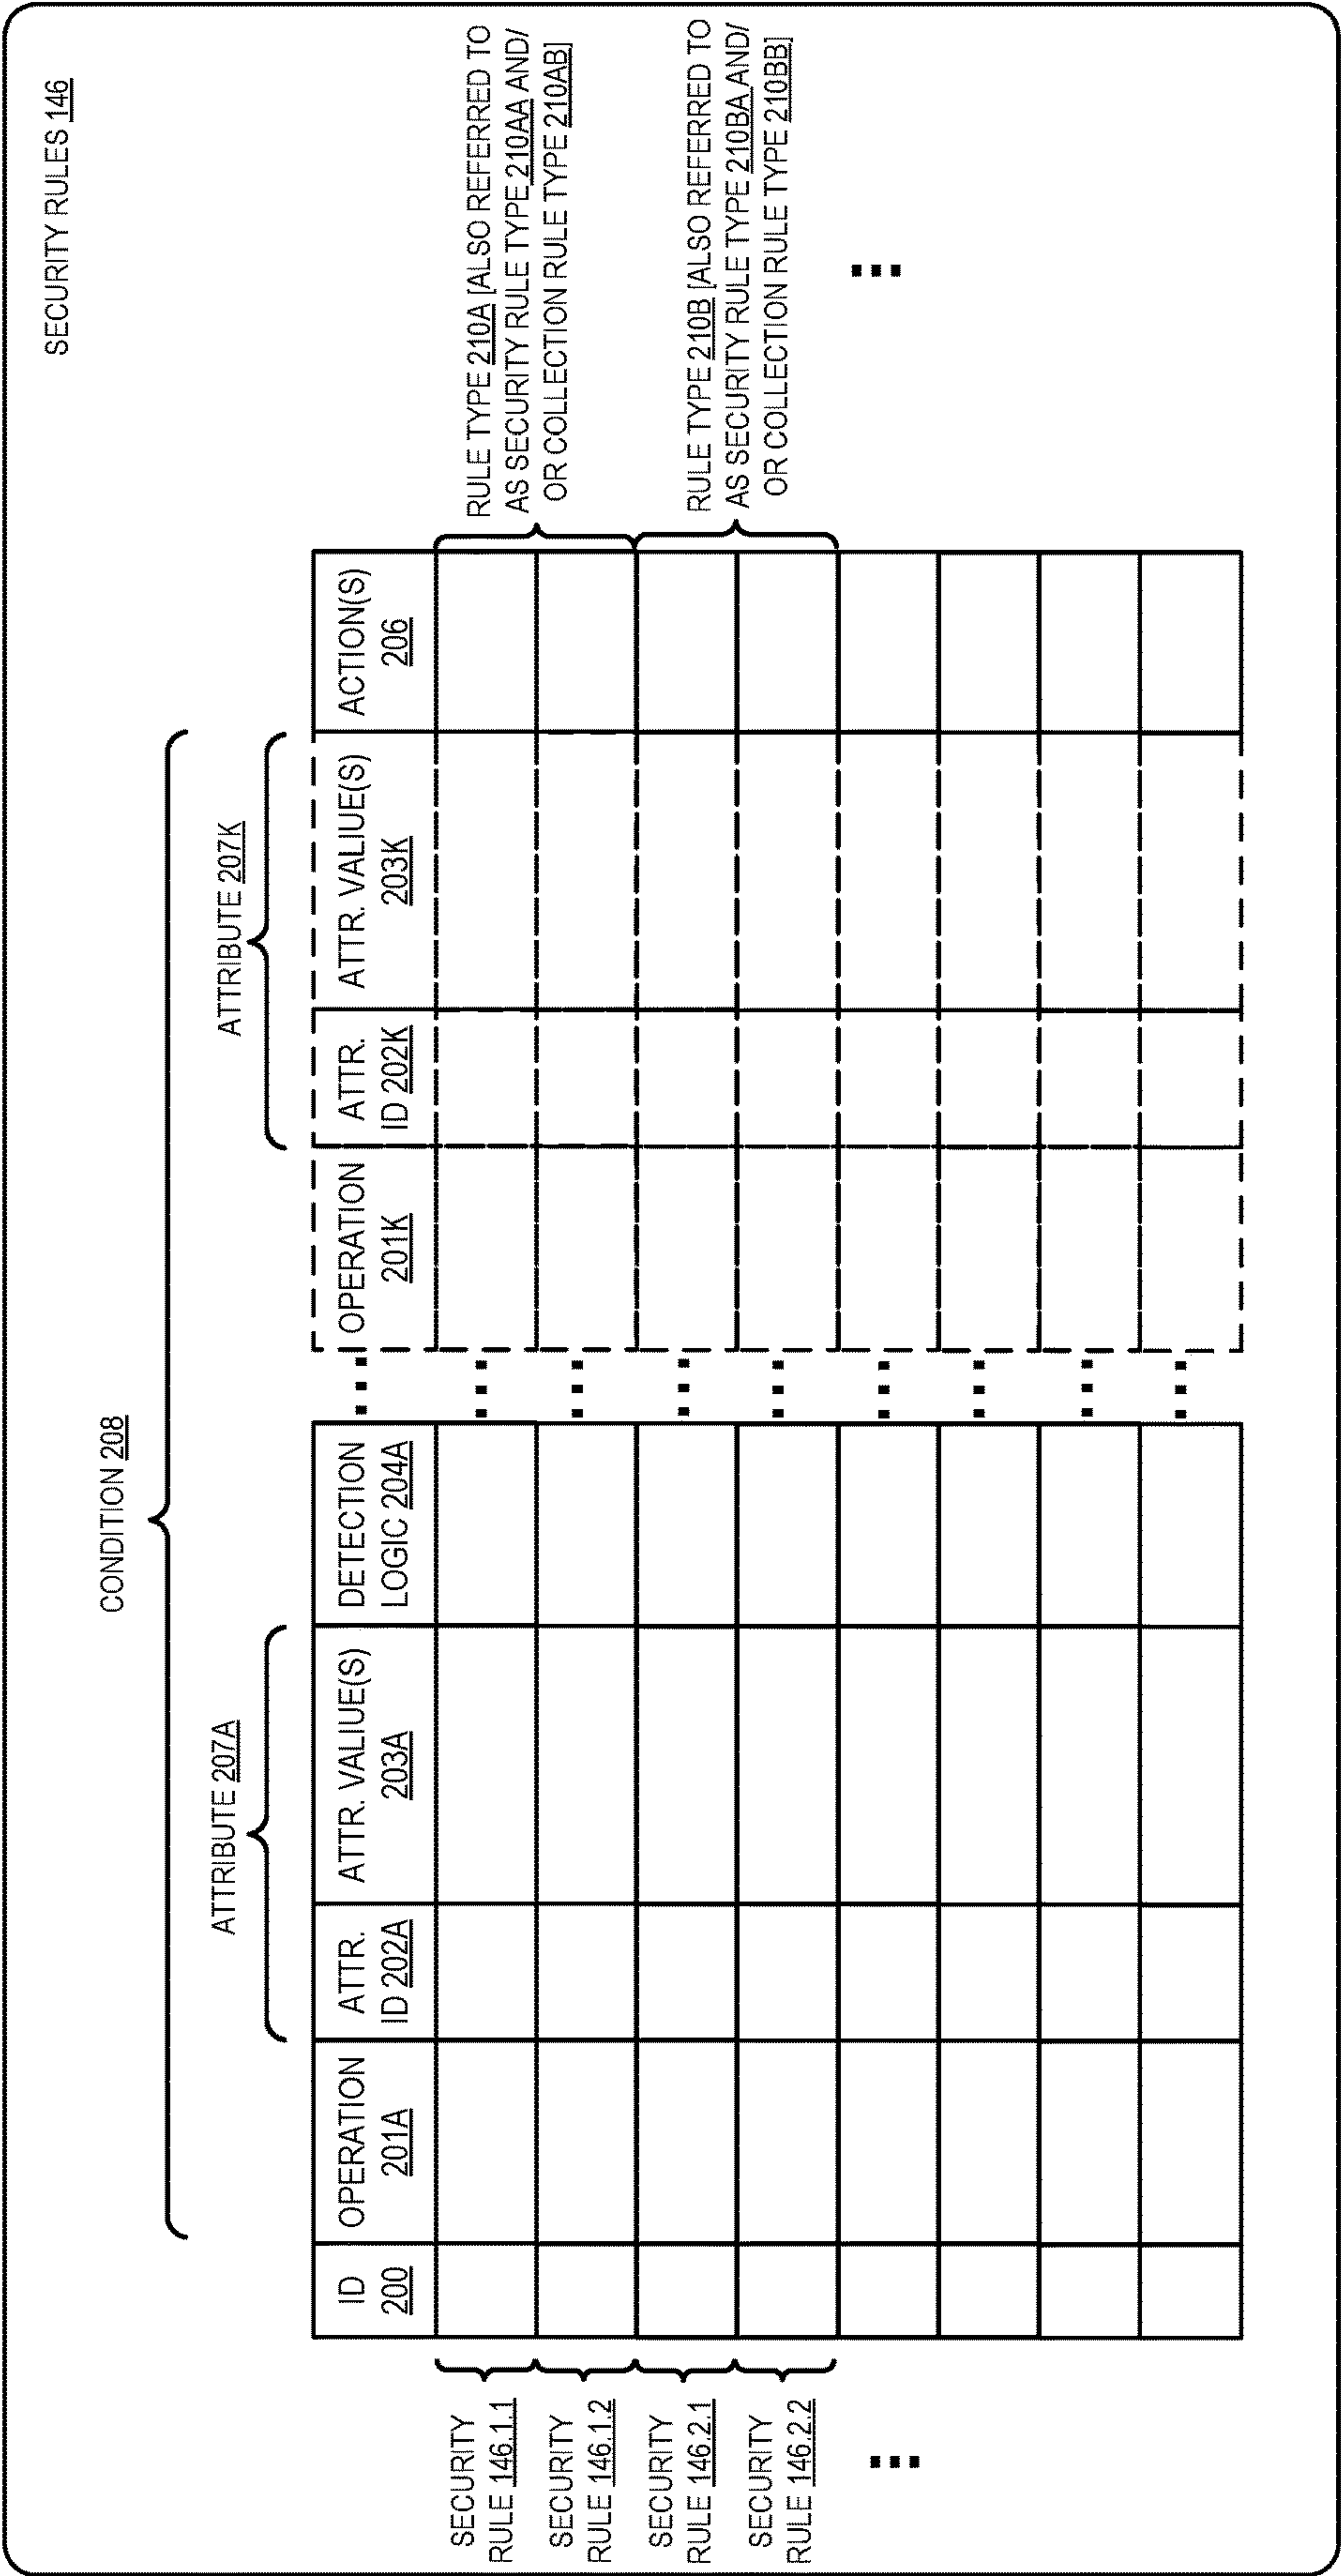 SECURITY RULES 146
CONDITION 208
ATTRIBUTE 207A
ATTRIBUTE 207K
ID
200
OPERATION
201A
ATTR.
ID 202A
ATTR. VALIUE(S)
203A
DETECTION
LOGIC 204A
OPERATION
201K
ATTR.
ID 202K
ATTR. VALIUE(S)
203K
ACTION(S)
206
SECURITY
RULE 146.1.1
SECURITY
RULE 146.1.2
SECURITY
RULE 146.2.1
SECURITY
RULE 146.2.2
RULE TYPE 210A [ALSO REFERRED TO
AS SECURITY RULE TYPE 210AA AND/
OR COLLECTION RULE TYPE 210AB]
RULE TYPE 210B [ALSO REFERRED TO
AS SECURITY RULE TYPE 210BA AND/
OR COLLECTION RULE TYPE 210BB]